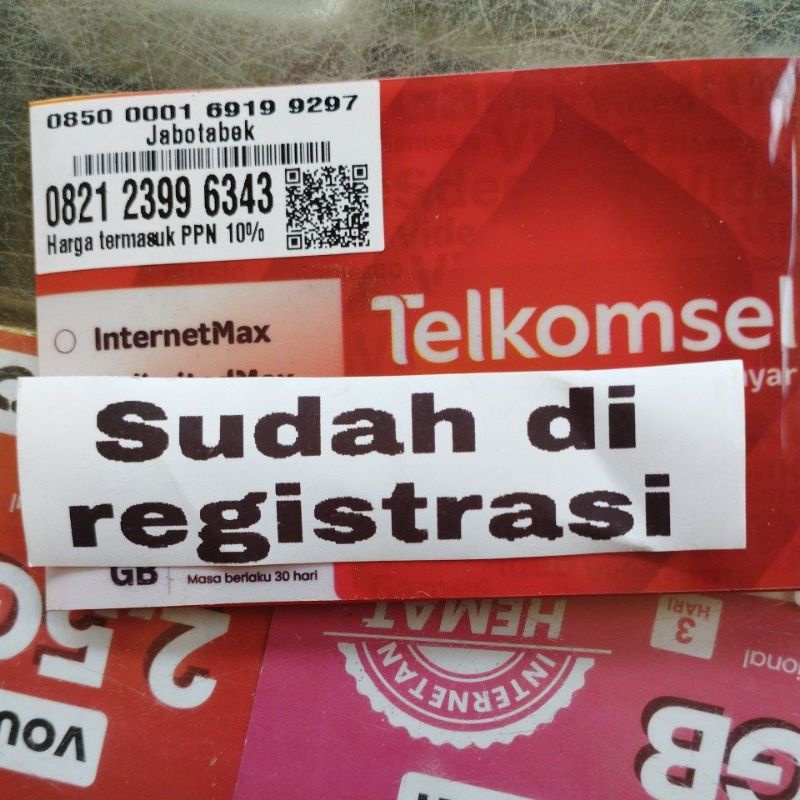 0850 0001 6919 9297
Jabotabek
0821 2399 6343
Harga termasuk PPN 10%
Telkomsel
InternetMax
Sudah di
registrasi
GB
Masa berlaku 30 hari
HEMAT
INTERNETAN
3
HARI
GB